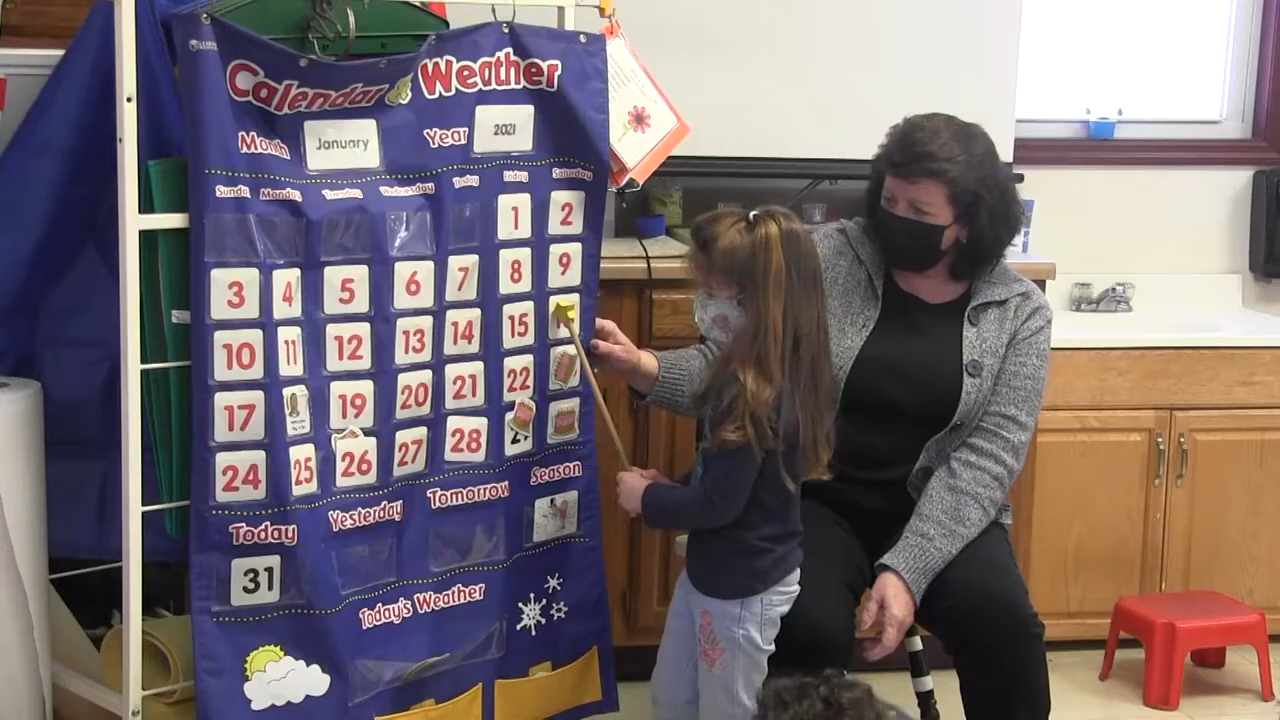 Calendar & Weather
Month January Year 2021
Sunday Monday Tuesday Wednesday Friday Saturday
1 2
3 4 5 6 7 8 9
10 11 12 13 14 15
17 19 20 21 22
24 25 26 27 28
Today Yesterday Tomorrow Season
31
Today's Weather